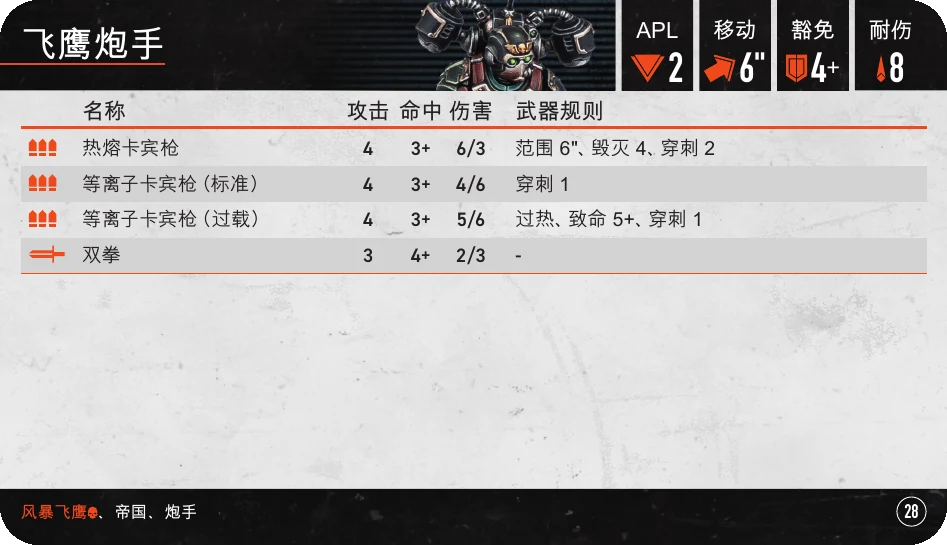 飞鹰炮手
APL 移动 豁免 耐伤
2 6" 4+ 8
名称 攻击 命中 伤害 武器规则
热熔卡宾枪 4 3+ 6/3 范围 6"、毁灭 4、穿刺 2
等离子卡宾枪（标准） 4 3+ 4/6 穿刺 1
等离子卡宾枪（过载） 4 3+ 5/6 过热、致命 5+、穿刺 1
双拳 3 4+ 2/3 -
风暴飞鹰、帝国、炮手
28